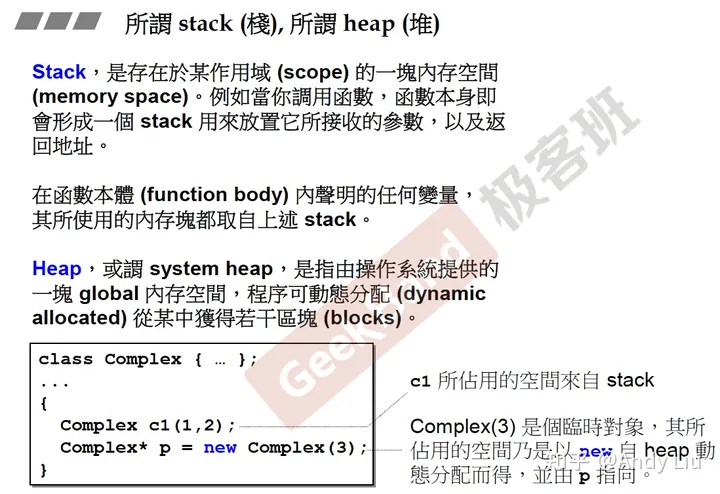 所謂 stack (棧), 所謂 heap (堆)
Stack，是存在於某作用域 (scope) 的一塊內存空間
(memory space)。例如當你調用函數，函數本身即
會形成一個 stack 用來放置它所接收的參數，以及返
回地址。
在函數本體 (function body) 內聲明的任何變量，
其所使用的內存塊都取自上述 stack。
Heap，或謂 system heap，是指由操作系統提供的
一塊 global 內存空間，程序可動態分配 (dynamic
allocated) 從某中獲得若干區塊 (blocks)。
class Complex { … };
...
{
Complex c1(1,2);
Complex* p = new Complex(3);
}
c1 所佔用的空間來自 stack
Complex(3) 是個臨時對象，其所
佔用的空間乃是以 new 自 heap 動
態分配而得，並由 p 指向。
GeekBand 极客班
知乎 @Andy Liu